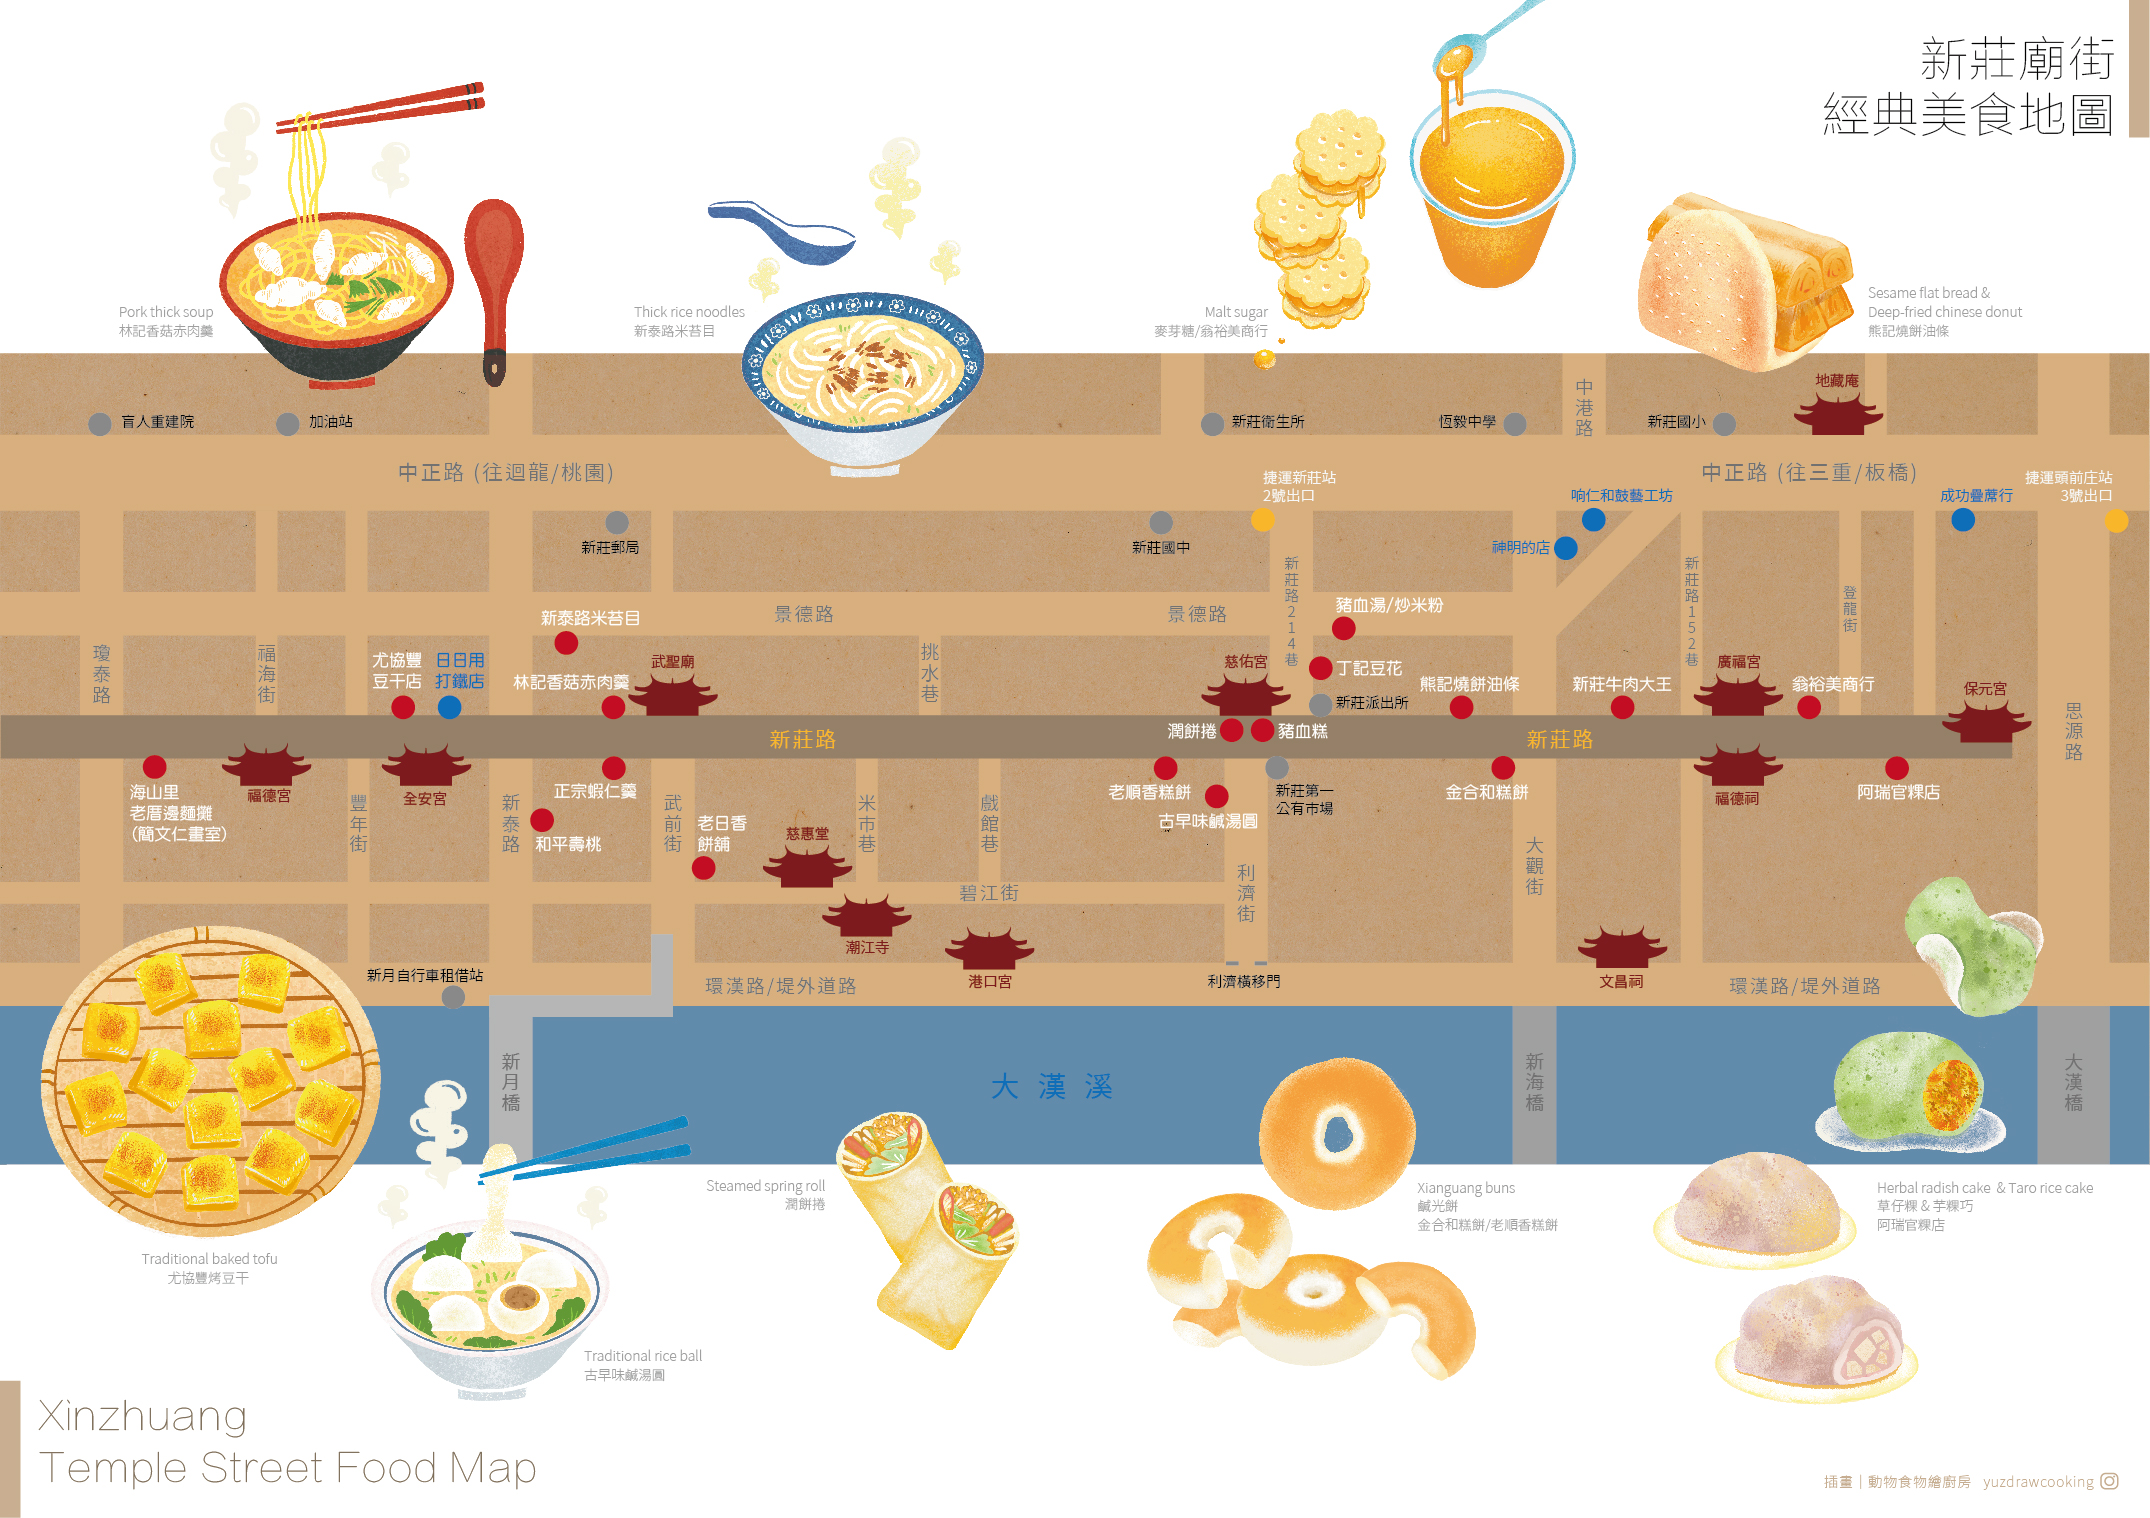 新莊廟街
經典美食地圖
Pork thick soup
林記香菇赤肉羹
Thick rice noodles
新泰路米苔目
Malt sugar
麥芽糖/翁裕美商行
Sesame flat bread &
Deep-fried chinese donut
熊記燒餅油條
盲人重建院
加油站
新莊衛生所
恆毅中學
中港路
新莊國小
地藏庵
中正路 (往迴龍/桃園)
中正路 (往三重/板橋)
捷運新莊站
2號出口
响仁和鼓藝工坊
成功疊蓆行
捷運頭前庄站
3號出口
新莊郵局
新莊國中
神明的店
景德路
景德路
新莊路214巷
新莊路152巷
登龍街
豬血湯/炒米粉
新泰路米苔目
瓊泰路
福海街
尤協豐
豆干店
日日用
打鐵店
林記香菇赤肉羹
武聖廟
挑水巷
慈佑宮
丁記豆花
新莊派出所
熊記燒餅油條
新莊牛肉大王
廣福宮
翁裕美商行
保元宮
思源路
新莊路
潤餅捲
豬血糕
新莊路
海山里
老厝邊麵攤
(簡文仁畫室)
福德宮
豐年街
全安宮
新泰路
正宗蝦仁羹
和平壽桃
武前街
老日香
餅舖
慈惠堂
米市巷
戲館巷
老順香糕餅
古早味鹹湯圓
新莊第一
公有市場
金合和糕餅
福德祠
阿瑞官粿店
大觀街
利濟街
碧江街
潮江寺
港口宮
文昌祠
新月自行車租借站
環漢路/堤外道路
利濟橫移門
環漢路/堤外道路
新月橋
大漢溪
新海橋
大漢橋
Steamed spring roll
潤餅捲
Xianguang buns
鹹光餅
金合和糕餅/老順香糕餅
Herbal radish cake & Taro rice cake
草仔粿 & 芋粿巧
阿瑞官粿店
Traditional baked tofu
尤協豐烤豆干
Traditional rice ball
古早味鹹湯圓
Xinzhuang
Temple Street Food Map
插畫｜動物食物繪廚房 yuzdrawcooking